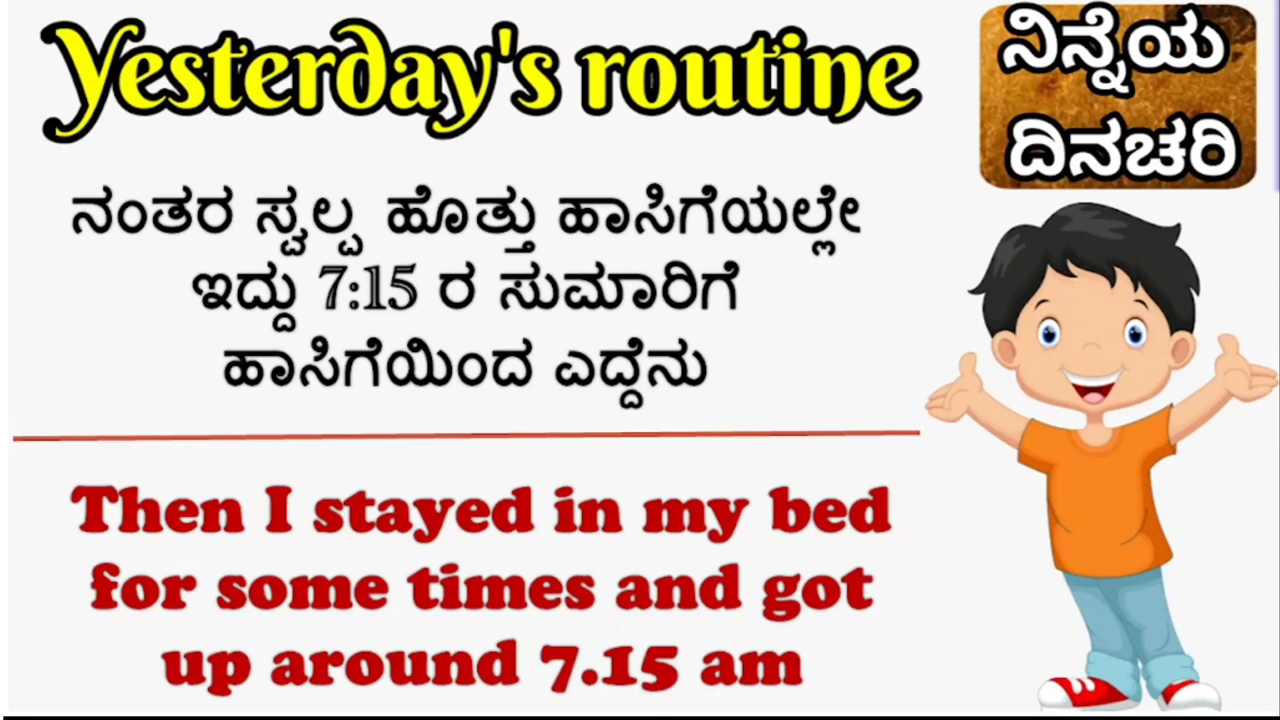 Yesterday's routine
ನಿನ್ನೆಯ
ದಿನಚರಿ
ನಂತರ ಸ್ವಲ್ಪ ಹೊತ್ತು ಹಾಸಿಗೆಯಲ್ಲೇ
ಇದ್ದು 7:15 ರ ಸುಮಾರಿಗೆ
ಹಾಸಿಗೆಯಿಂದ ಎದ್ದೆನು
Then I stayed in my bed
for some times and got
up around 7.15 am